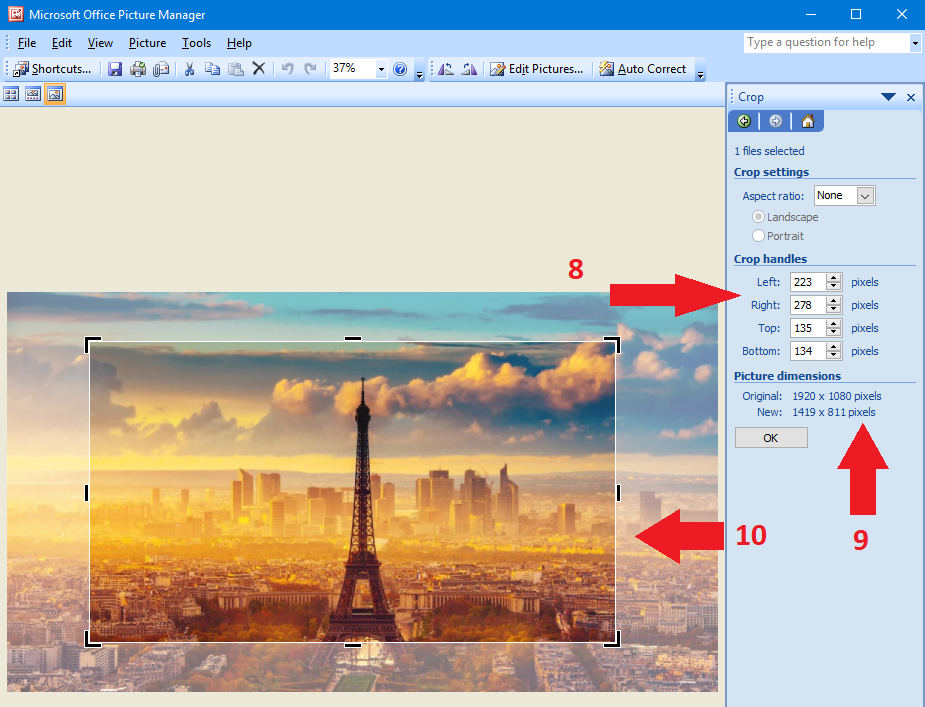 Microsoft Office Picture Manager
File Edit View Picture Tools Help
Type a question for help
Shortcuts... 37% Edit Pictures... Auto Correct
Crop
1 files selected
Crop settings
Aspect ratio: None
Landscape
Portrait
Crop handles
8
Left: 223 pixels
Right: 278 pixels
Top: 135 pixels
Bottom: 134 pixels
Picture dimensions
Original: 1920 x 1080 pixels
New: 1419 x 811 pixels
OK
10
9